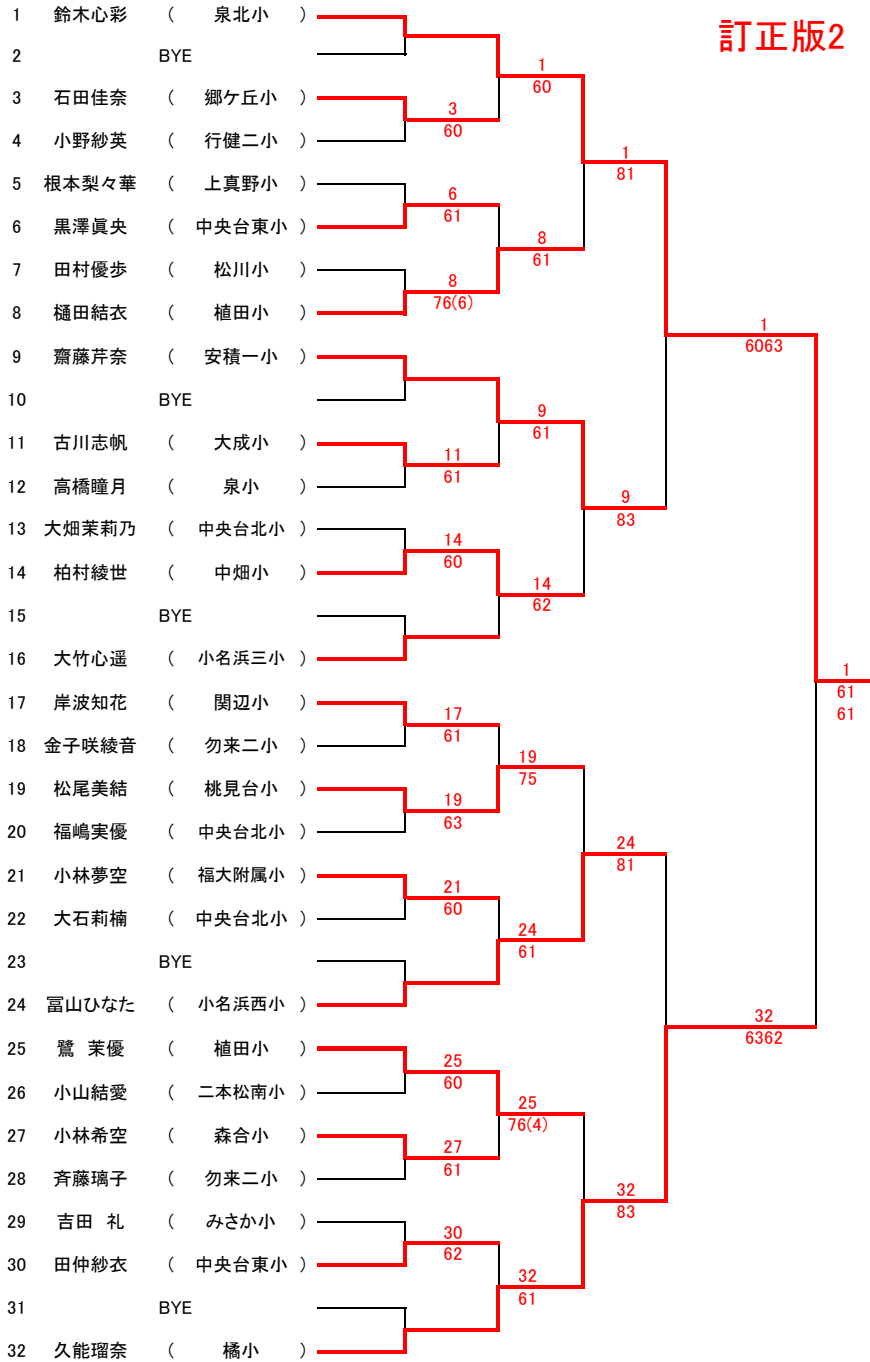 訂正版2
1 鈴木心彩 ( 泉北小 )
2 BYE
3 石田佳奈 ( 郷ケ丘小 )
4 小野紗英 ( 行健二小 )
5 根本梨々華 ( 上真野小 )
6 黒澤眞央 ( 中央台東小 )
7 田村優歩 ( 松川小 )
8 樋田結衣 ( 植田小 )
9 齋藤芹奈 ( 安積一小 )
10 BYE
11 古川志帆 ( 大成小 )
12 高橋瞳月 ( 泉小 )
13 大畑茉莉乃 ( 中央台北小 )
14 柏村綾世 ( 中畑小 )
15 BYE
16 大竹心遥 ( 小名浜三小 )
17 岸波知花 ( 関辺小 )
18 金子咲綾音 ( 勿来二小 )
19 松尾美結 ( 桃見台小 )
20 福嶋実優 ( 中央台北小 )
21 小林夢空 ( 福大附属小 )
22 大石莉楠 ( 中央台北小 )
23 BYE
24 冨山ひなた ( 小名浜西小 )
25 鷺 茉優 ( 植田小 )
26 小山結愛 ( 二本松南小 )
27 小林希空 ( 森合小 )
28 斉藤璃子 ( 勿来二小 )
29 吉田 礼 ( みさか小 )
30 田仲紗衣 ( 中央台東小 )
31 BYE
32 久能瑠奈 ( 橘小 )
3
60
6
61
8
76(6)
11
61
14
60
17
61
19
63
21
60
25
60
27
61
30
62
1
60
8
61
9
61
14
62
19
75
24
61
25
76(4)
32
61
1
81
9
83
24
81
32
83
1
6063
32
6362
1
61
61